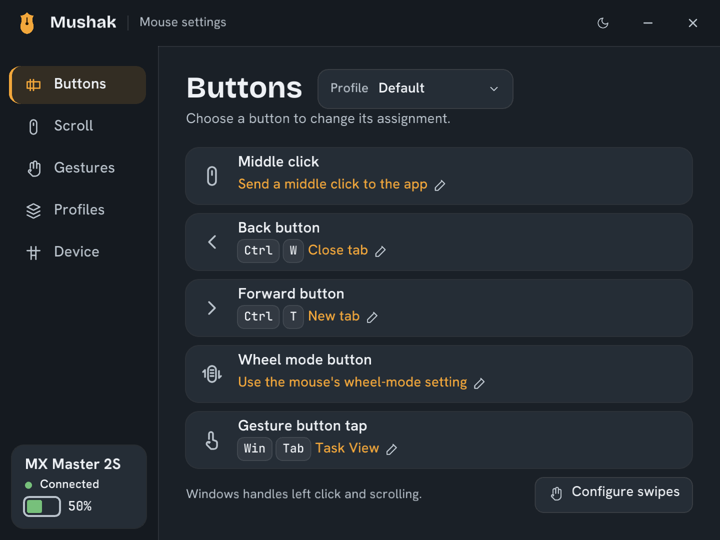 Mushak
Mouse settings
Buttons
Scroll
Gestures
Profiles
Device
MX Master 2S
Connected
50%
Buttons
Profile Default
Choose a button to change its assignment.
Middle click
Send a middle click to the app
Back button
Ctrl W Close tab
Forward button
Ctrl T New tab
Wheel mode button
Use the mouse's wheel-mode setting
Gesture button tap
Win Tab Task View
Windows handles left click and scrolling.
Configure swipes